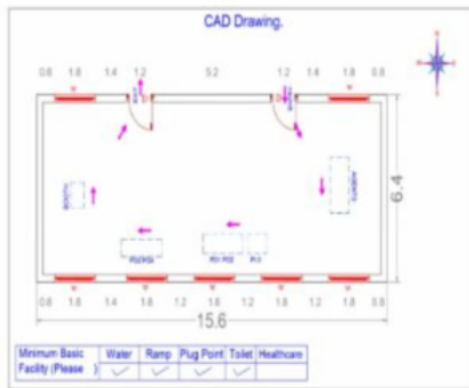 CAD Drawing.
0.8 1.8 1.4 1.2 5.2 1.2 1.4 1.8 0.8
EXIT
6.4
PO-I
0.8 1.8 1.4 1.8 1.2 1.8 1.2 1.8 1.2 1.8 0.8
15.6
Minimum Basic Water Ramp Plug Point Toilet Healthcare
Facility (Please )